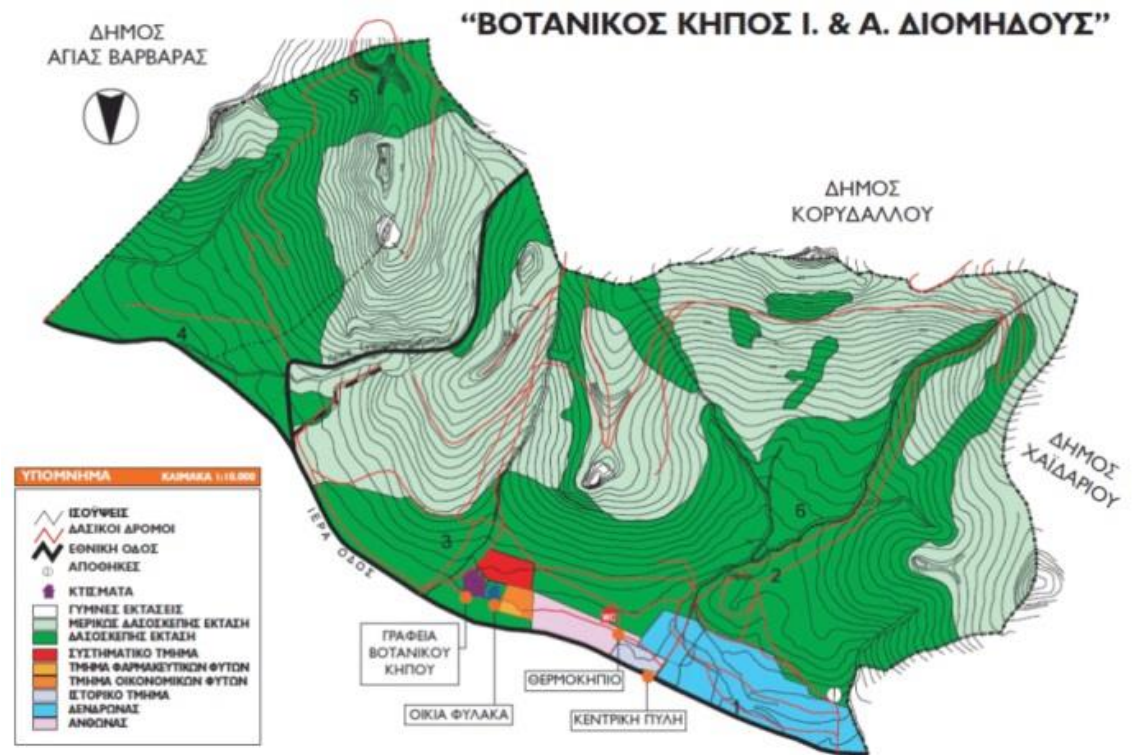 "ΒΟΤΑΝΙΚΟΣ ΚΗΠΟΣ Ι. & Α. ΔΙΟΜΗΔΟΥΣ"
ΔΗΜΟΣ
ΑΓΙΑΣ ΒΑΡΒΑΡΑΣ
5
ΔΗΜΟΣ
ΚΟΡΥΔΑΛΛΟΥ
4
ΔΗΜΟΣ
ΧΑΪΔΑΡΙΟΥ
ΙΕΡΑ ΟΔΟΣ
6
3
2
1
ΥΠΟΜΝΗΜΑ ΚΛΙΜΑΚΑ 1:10.000
ΙΣΟΫΨΕΙΣ
ΔΑΣΙΚΟΙ ΔΡΟΜΟΙ
ΕΘΝΙΚΗ ΟΔΟΣ
ΑΠΟΘΗΚΕΣ
ΚΤΙΣΜΑΤΑ
ΓΥΜΝΕΣ ΕΚΤΑΣΕΙΣ
ΜΕΡΙΚΩΣ ΔΑΣΟΣΚΕΠΗΣ ΕΚΤΑΣΗ
ΔΑΣΟΣΚΕΠΗΣ ΕΚΤΑΣΗ
ΣΥΣΤΗΜΑΤΙΚΟ ΤΜΗΜΑ
ΤΜΗΜΑ ΦΑΡΜΑΚΕΥΤΙΚΩΝ ΦΥΤΩΝ
ΤΜΗΜΑ ΟΙΚΟΝΟΜΙΚΩΝ ΦΥΤΩΝ
ΙΣΤΟΡΙΚΟ ΤΜΗΜΑ
ΔΕΝΔΡΩΝΑΣ
ΑΝΘΩΝΑΣ
ΓΡΑΦΕΙΑ
ΒΟΤΑΝΙΚΟΥ
ΚΗΠΟΥ
ΟΙΚΙΑ ΦΥΛΑΚΑ
ΘΕΡΜΟΚΗΠΙΟ
ΚΕΝΤΡΙΚΗ ΠΥΛΗ